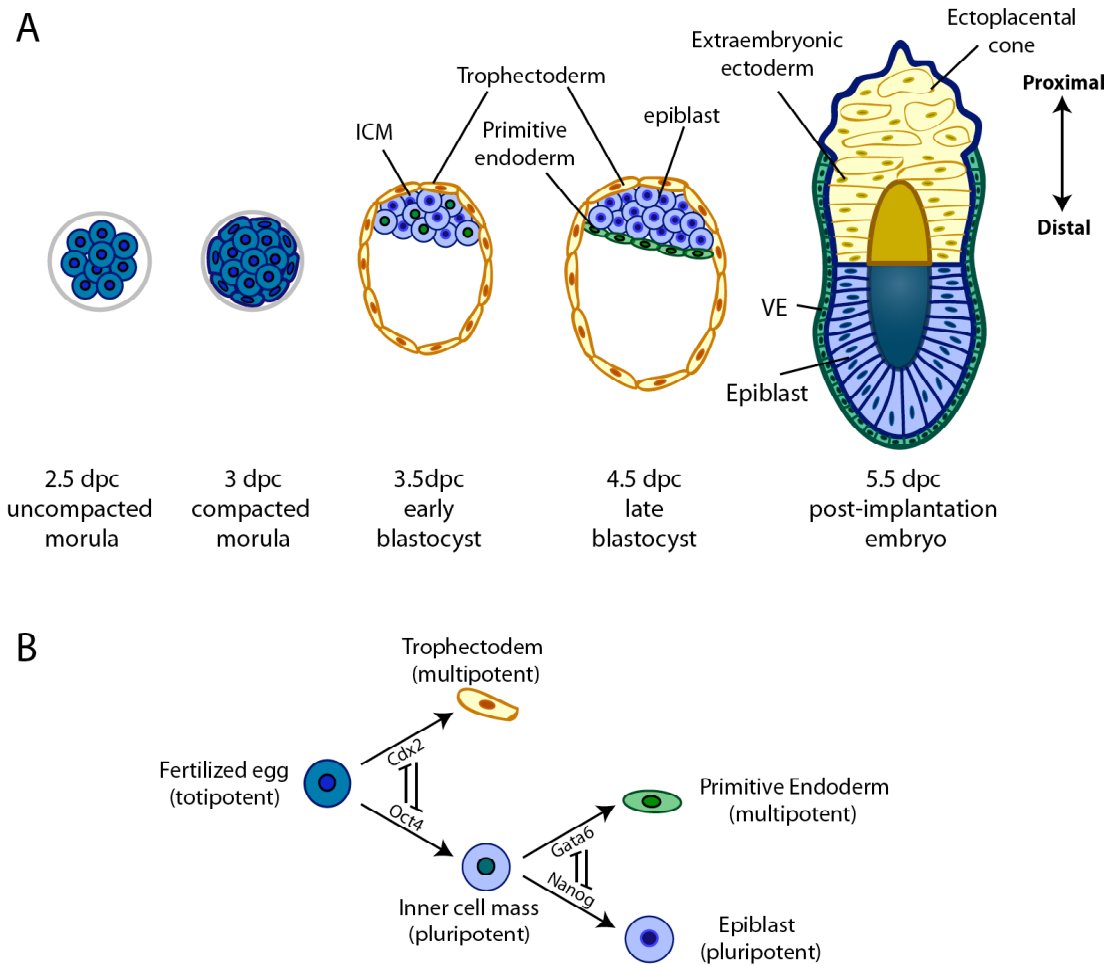 A
Ectoplacental
cone
Extraembryonic
ectoderm
Proximal
Distal
Trophectoderm
ICM
Primitive
endoderm
epiblast
VE
Epiblast
2.5 dpc
uncompacted
morula
3 dpc
compacted
morula
3.5dpc
early
blastocyst
4.5 dpc
late
blastocyst
5.5 dpc
post-implantation
embryo
B
Trophectodem
(multipotent)
Fertilized egg
(totipotent)
Cdx2
Oct4
Inner cell mass
(pluripotent)
Gata6
Nanog
Primitive Endoderm
(multipotent)
Epiblast
(pluripotent)